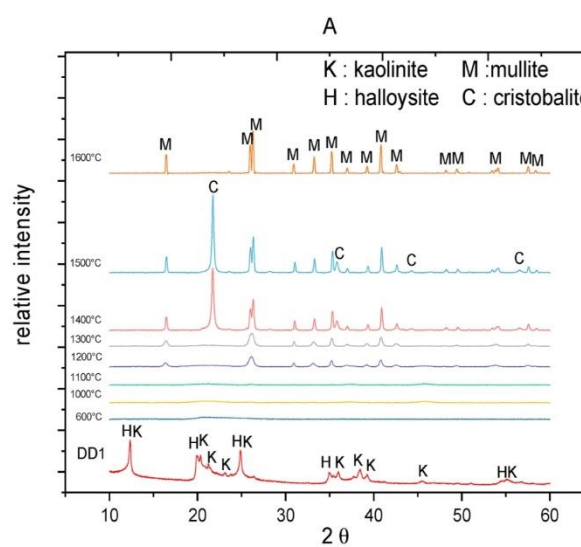 A
K : kaolinite M :mullite
H : halloysite C : cristobalite
M M M M M M M M M M M M M M
1600°C
C
C C C
1500°C
1400°C
1300°C
1200°C
1100°C
1000°C
600°C
DD1
HK H K K K HK H K K K K HK
10 20 30 40 50 60
2 θ
relative intensity